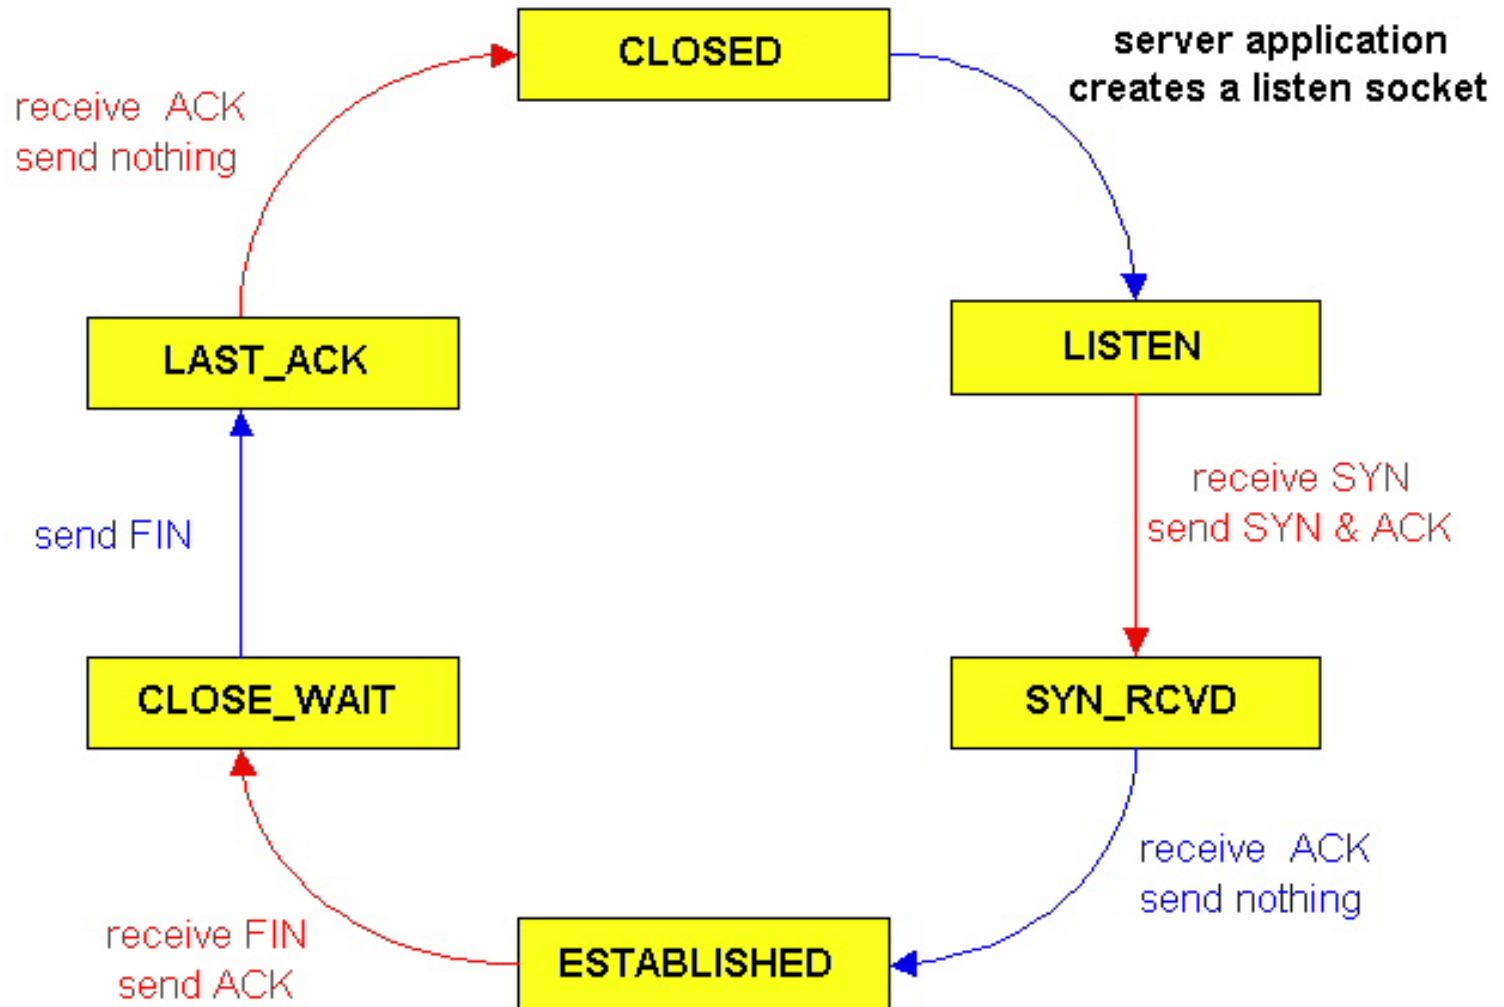 CLOSED
server application
creates a listen socket
receive ACK
send nothing
LISTEN
LAST_ACK
receive SYN
send SYN & ACK
send FIN
CLOSE_WAIT
SYN_RCVD
receive ACK
send nothing
receive FIN
send ACK
ESTABLISHED